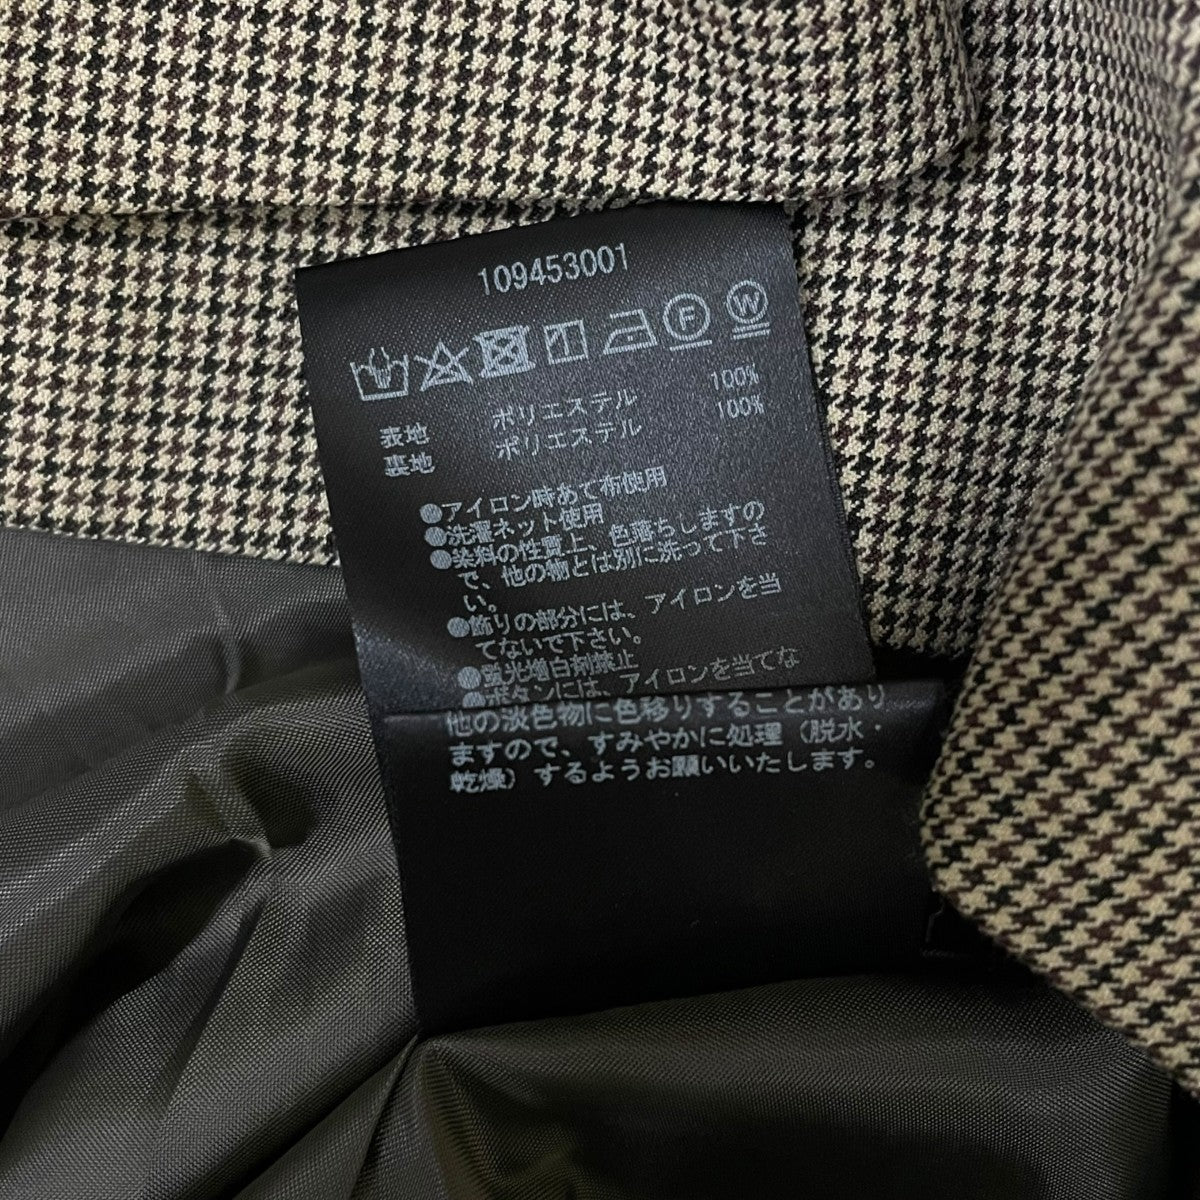 109453001
表地 ポリエステル 100%
裏地 ポリエステル 100%
●アイロン時あて布使用
●洗濯ネット使用
●染料の性質上、色落ちしますの
で、他の物とは別に洗って下さ
い。
●飾りの部分には、アイロンを当
てないで下さい。
●蛍光増白剤禁止
●ボタンには、アイロンを当てな
他の淡色物に色移りすることがあり
ますので、すみやかに処理（脱水・
乾燥）するようお願いいたします。